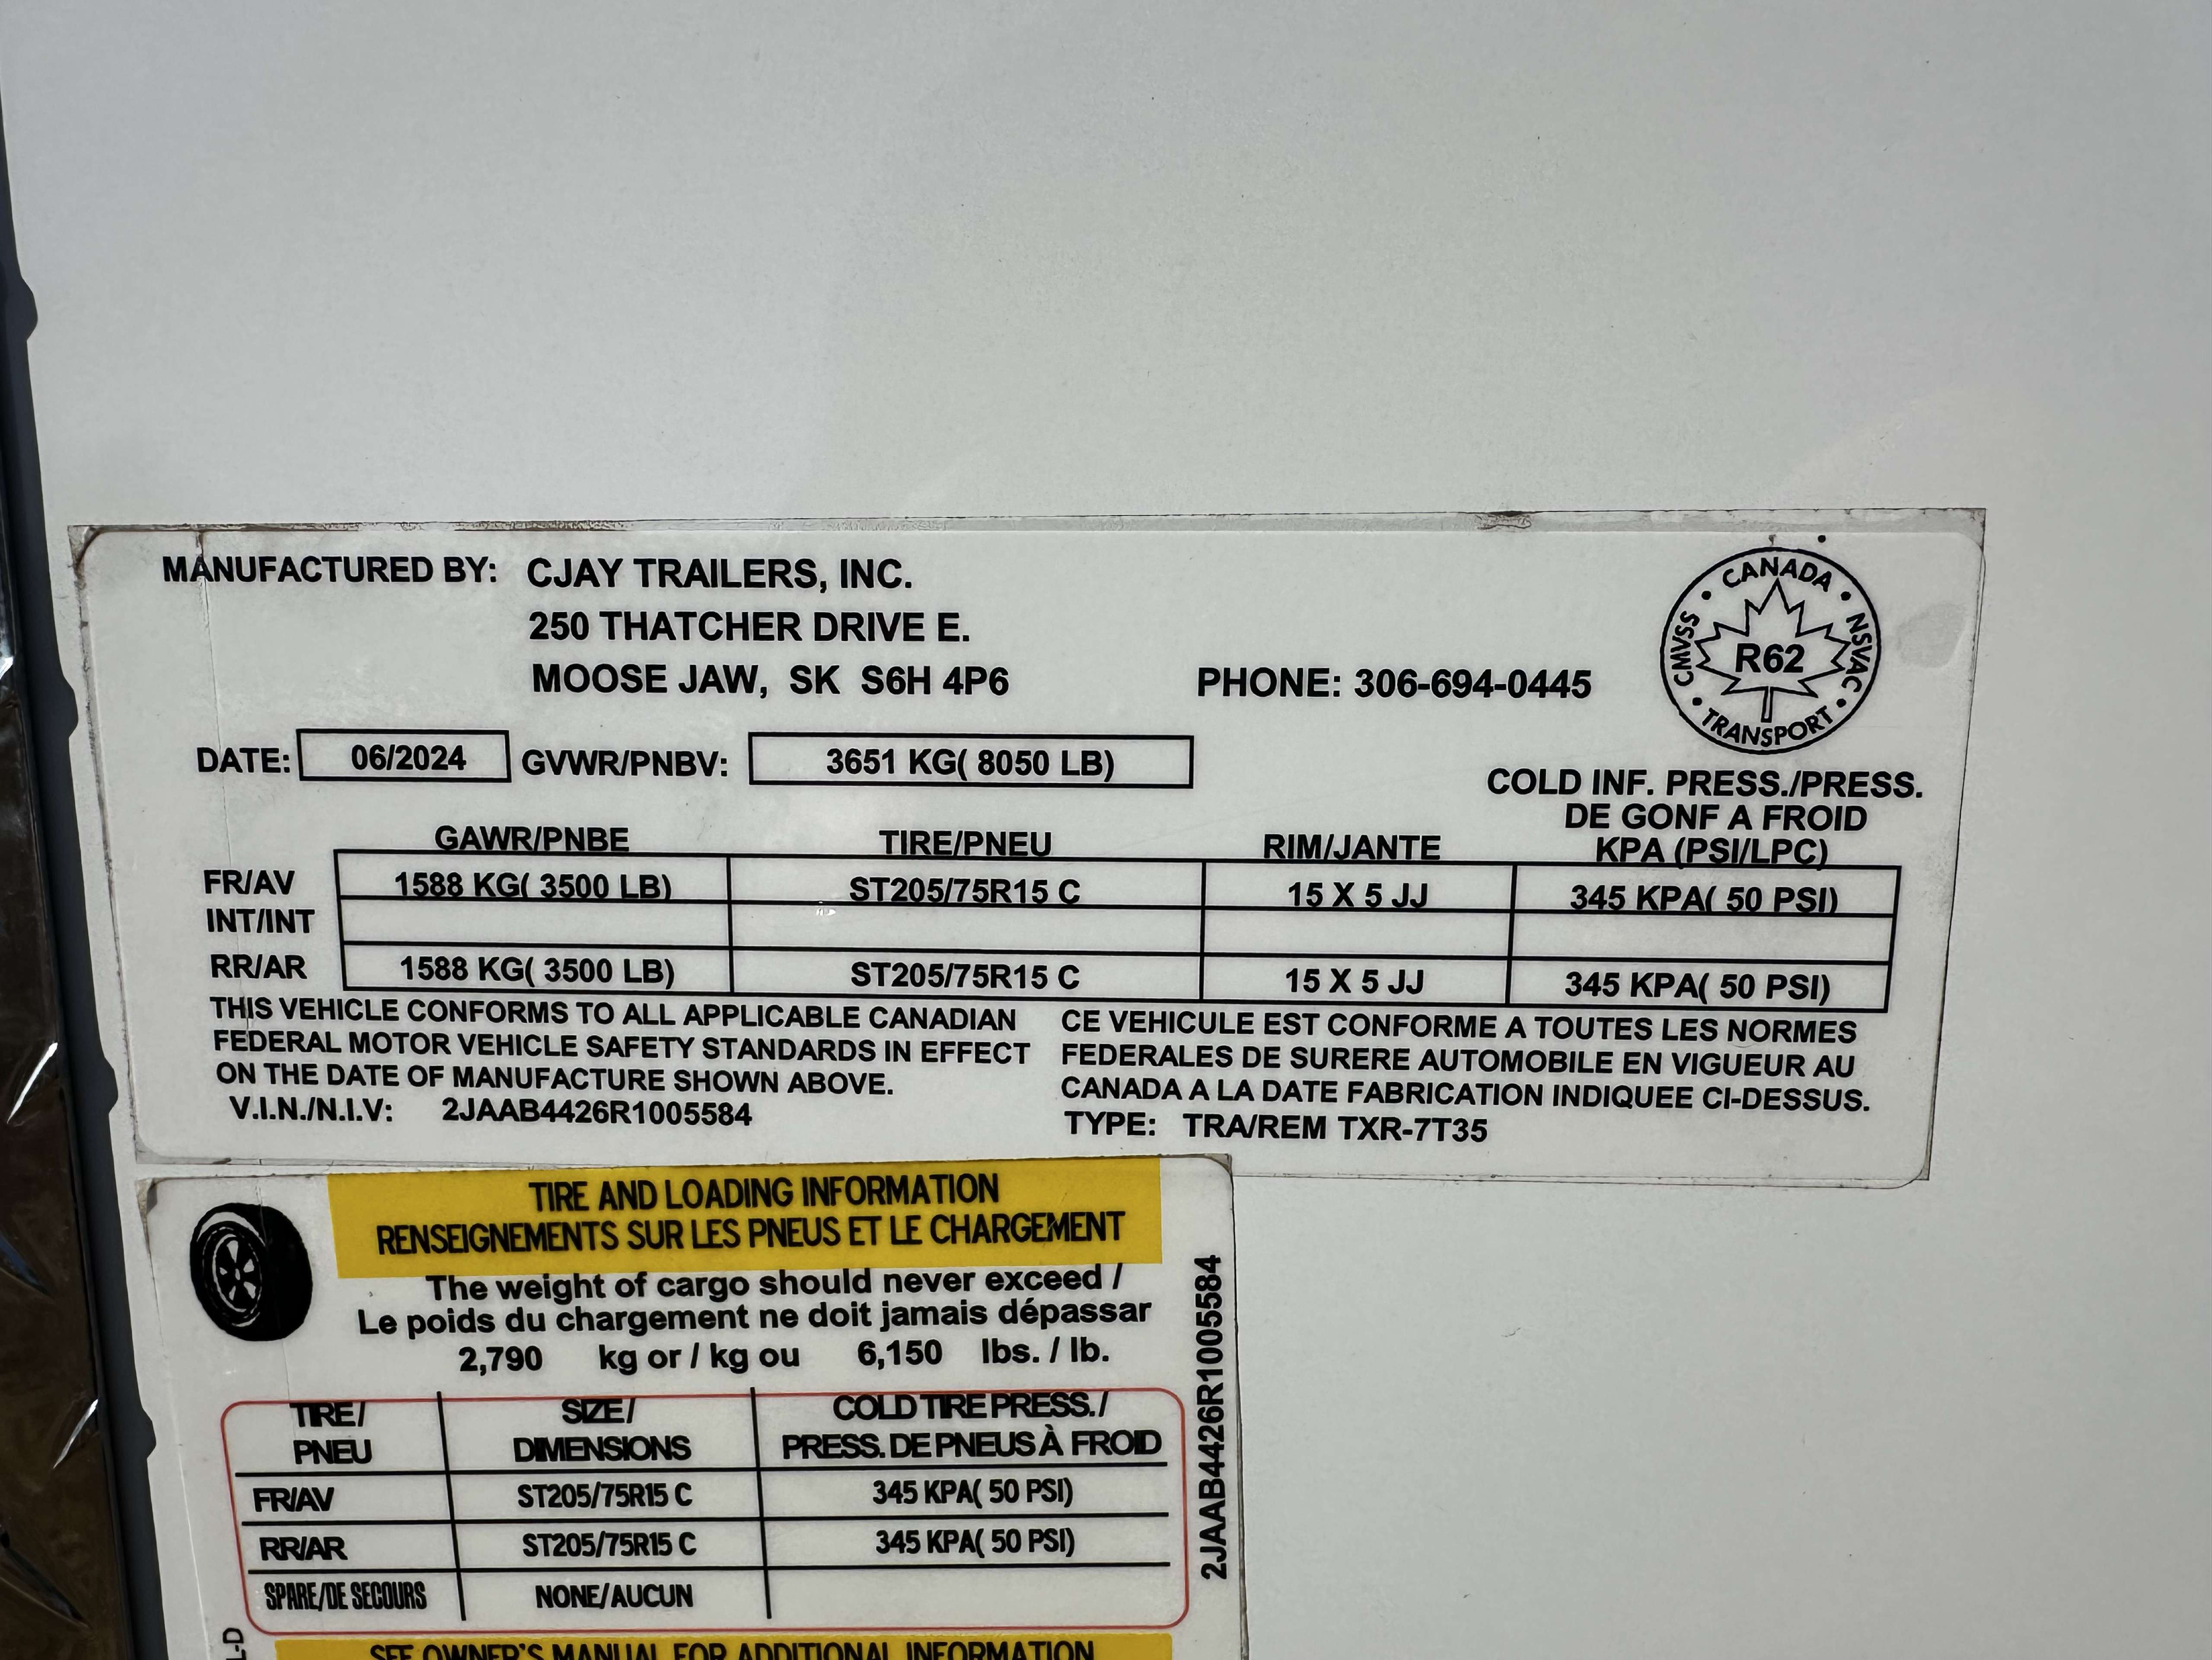 MANUFACTURED BY: CJAY TRAILERS, INC.
250 THATCHER DRIVE E.
MOOSE JAW, SK S6H 4P6
PHONE: 306-694-0445
CANADA
CMVSS
NSVAC
R62
TRANSPORT
DATE: 06/2024 GVWR/PNBV: 3651 KG( 8050 LB)
COLD INF. PRESS./PRESS.
DE GONF A FROID
GAWR/PNBE TIRE/PNEU RIM/JANTE KPA (PSI/LPC)
FR/AV 1588 KG( 3500 LB) ST205/75R15 C 15 X 5 JJ 345 KPA( 50 PSI)
INT/INT
RR/AR 1588 KG( 3500 LB) ST205/75R15 C 15 X 5 JJ 345 KPA( 50 PSI)
THIS VEHICLE CONFORMS TO ALL APPLICABLE CANADIAN
FEDERAL MOTOR VEHICLE SAFETY STANDARDS IN EFFECT
ON THE DATE OF MANUFACTURE SHOWN ABOVE.
V.I.N./N.I.V: 2JAAB4426R1005584
CE VEHICULE EST CONFORME A TOUTES LES NORMES
FEDERALES DE SURERE AUTOMOBILE EN VIGUEUR AU
CANADA A LA DATE FABRICATION INDIQUEE CI-DESSUS.
TYPE: TRA/REM TXR-7T35
TIRE AND LOADING INFORMATION
RENSEIGNEMENTS SUR LES PNEUS ET LE CHARGEMENT
The weight of cargo should never exceed /
Le poids du chargement ne doit jamais dépassar
2,790 kg or / kg ou 6,150 lbs. / lb.
TIRE/ SIZE/ COLD TIRE PRESS./
PNEU DIMENSIONS PRESS. DE PNEUS À FROID
FR/AV ST205/75R15 C 345 KPA( 50 PSI)
RR/AR ST205/75R15 C 345 KPA( 50 PSI)
SPARE/DE SECOURS NONE/AUCUN
2JAAB4426R1005584
SEE OWNER'S MANUAL FOR ADDITIONAL INFORMATION